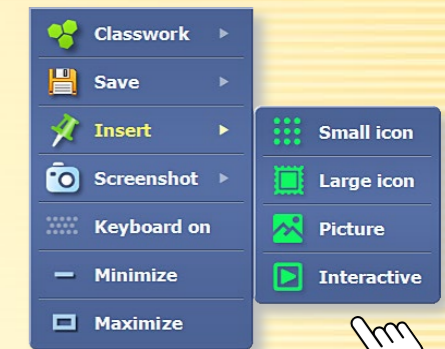 Classwork
Save
Insert
Screenshot
Keyboard on
Minimize
Maximize
Small icon
Large icon
Picture
Interactive